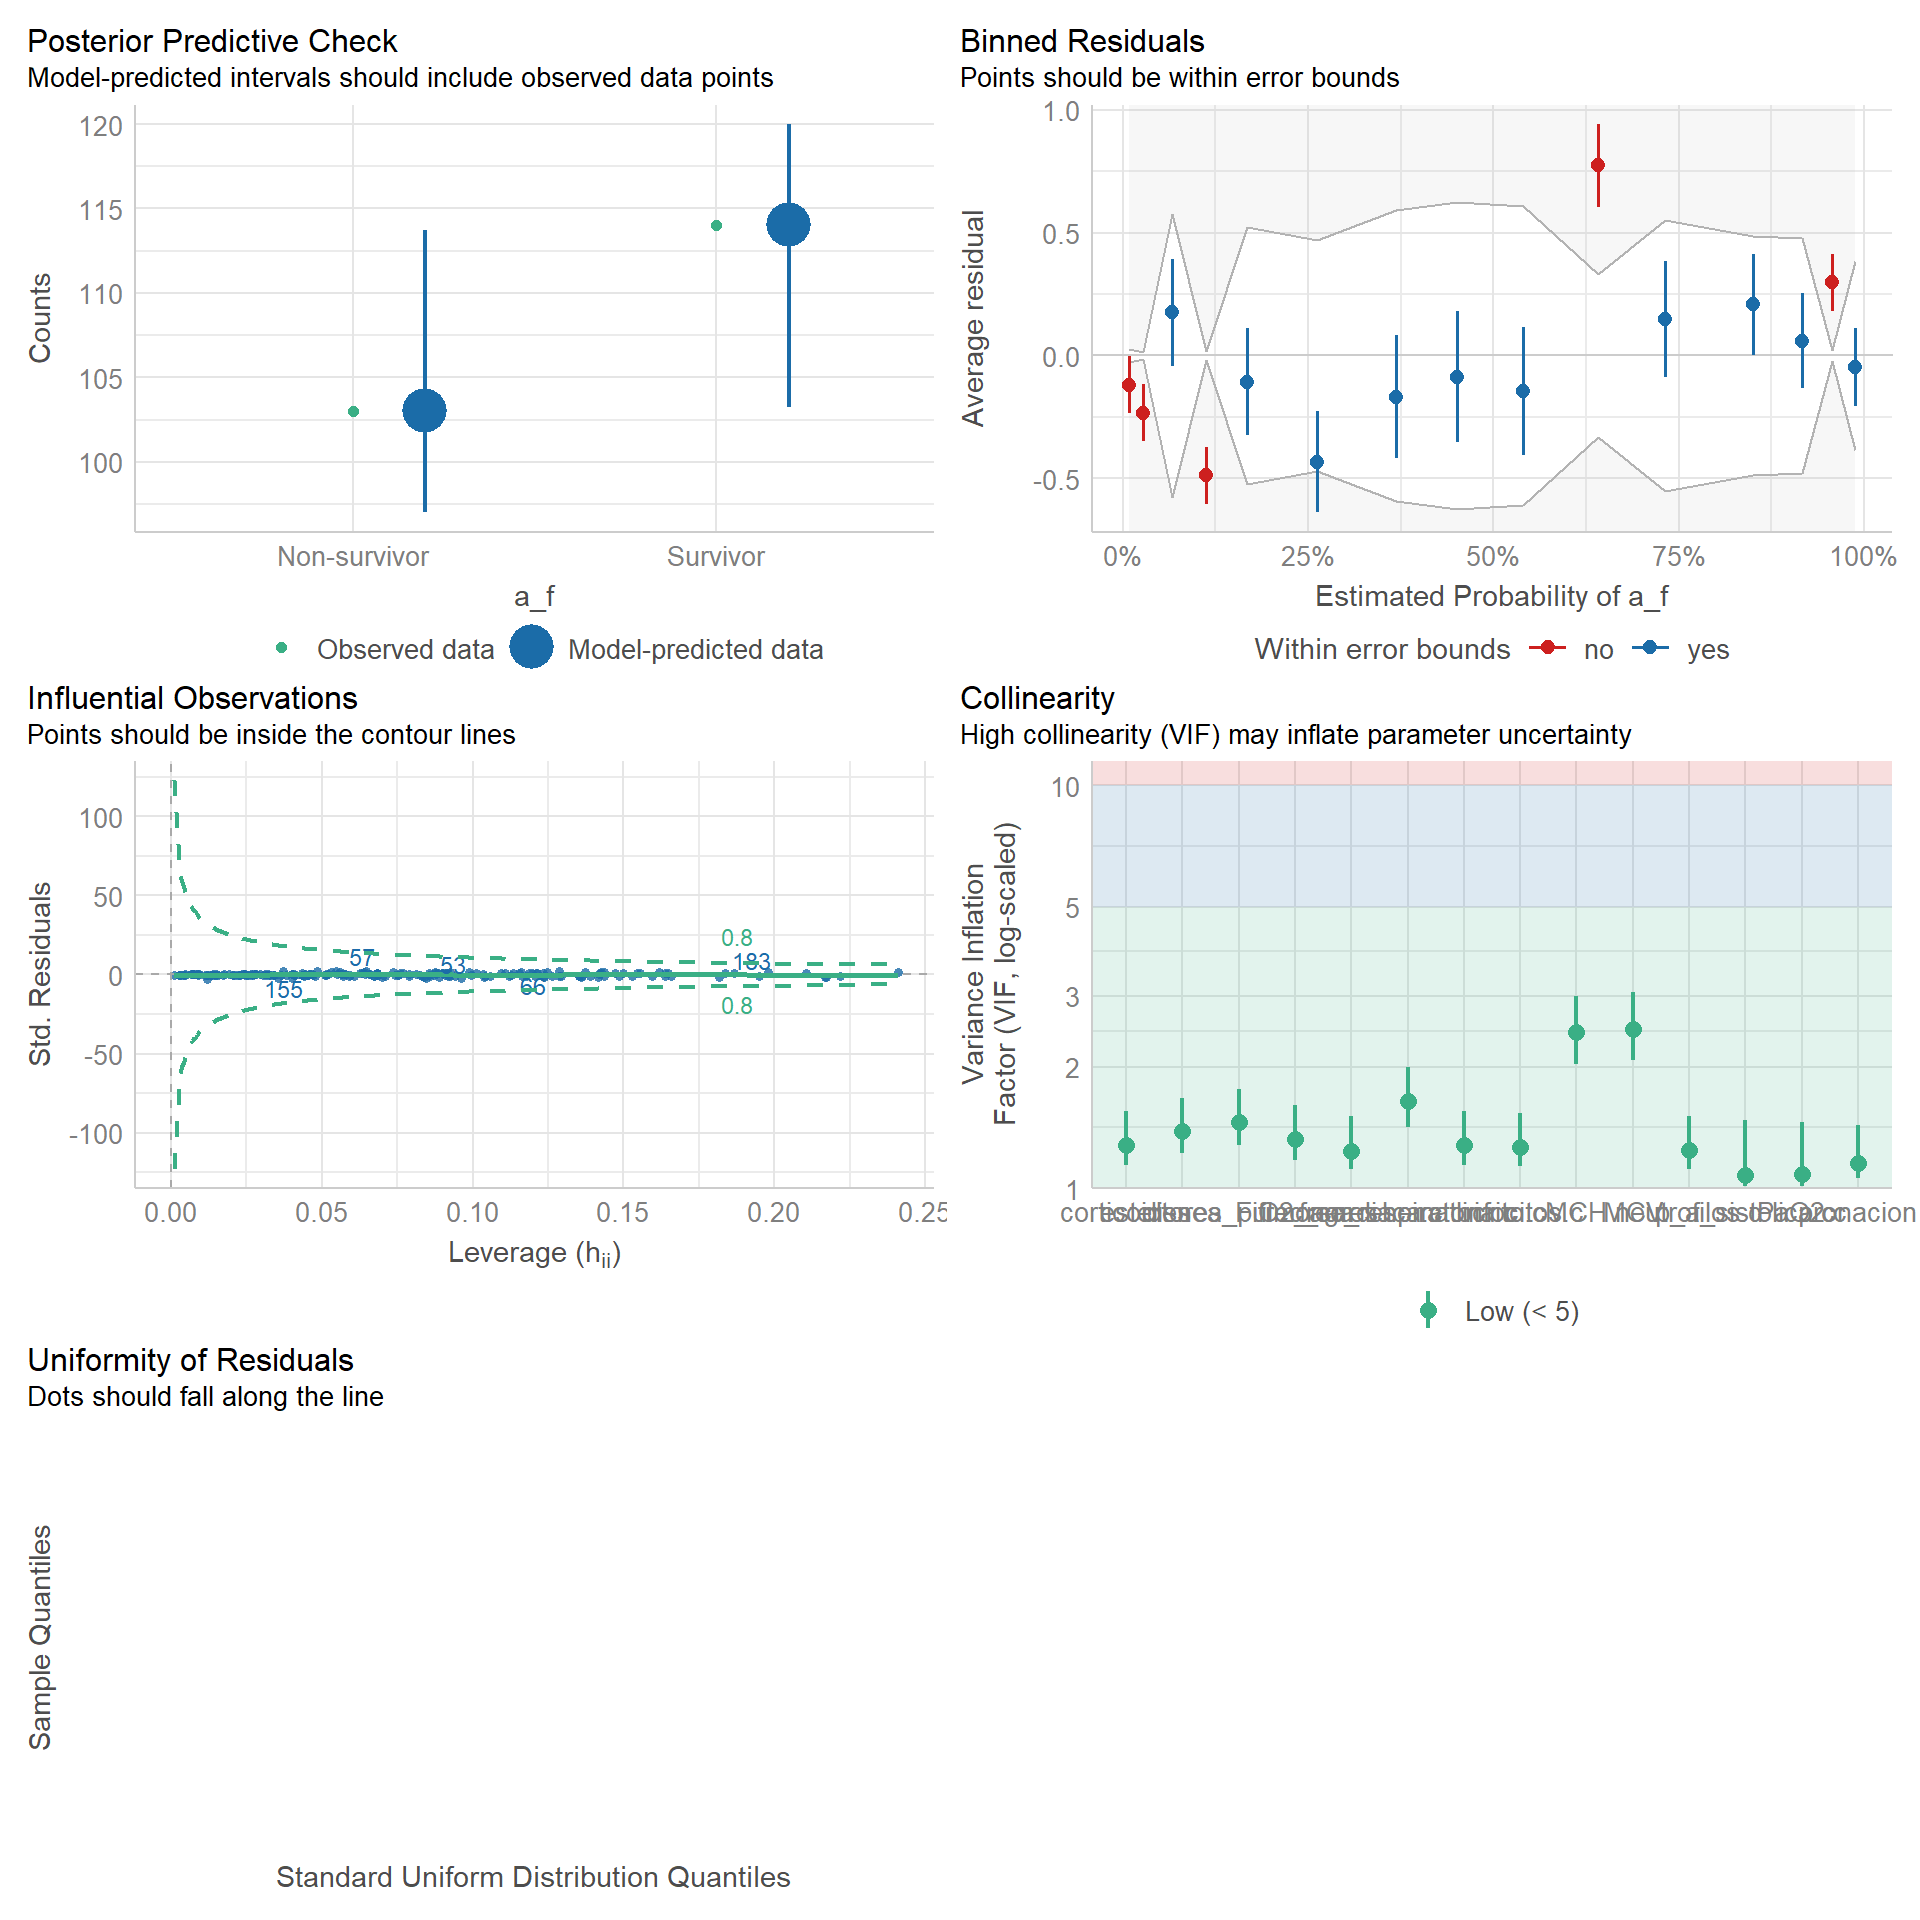 Posterior Predictive Check
Model-predicted intervals should include observed data points
Counts
120
115
110
105
100
Non-survivor
Survivor
a_f
Observed data
Model-predicted data
Binned Residuals
Points should be within error bounds
Average residual
1.0
0.5
0.0
-0.5
0%
25%
50%
75%
100%
Estimated Probability of a_f
Within error bounds
no
yes
Influential Observations
Points should be inside the contour lines
Std. Residuals
100
50
0
-50
-100
0.8
57
53
183
155
66
0.8
0.00
0.05
0.10
0.15
0.20
0.25
Leverage (hii)
Collinearity
High collinearity (VIF) may inflate parameter uncertainty
Variance Inflation
Factor (VIF, log-scaled)
10
5
3
2
1
Low (< 5)
Uniformity of Residuals
Dots should fall along the line
Sample Quantiles
Standard Uniform Distribution Quantiles